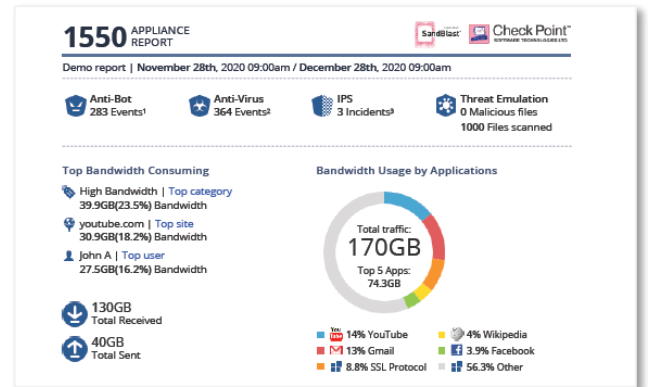 1550 APPLIANCE REPORT
SandBlast
Check Point™
SOFTWARE TECHNOLOGIES LTD.
Demo report | November 28th, 2020 09:00am / December 28th, 2020 09:00am
Anti-Bot
283 Events¹
Anti-Virus
364 Events²
IPS
3 Incidents³
Threat Emulation
0 Malicious files
1000 Files scanned
Top Bandwidth Consuming
High Bandwidth | Top category
39.9GB(23.5%) Bandwidth
youtube.com | Top site
30.9GB(18.2%) Bandwidth
John A | Top user
27.5GB(16.2%) Bandwidth
130GB
Total Received
40GB
Total Sent
Bandwidth Usage by Applications
Total traffic:
170GB
Top 5 Apps:
74.3GB
You Tube 14% YouTube
13% Gmail
8.8% SSL Protocol
4% Wikipedia
3.9% Facebook
56.3% Other